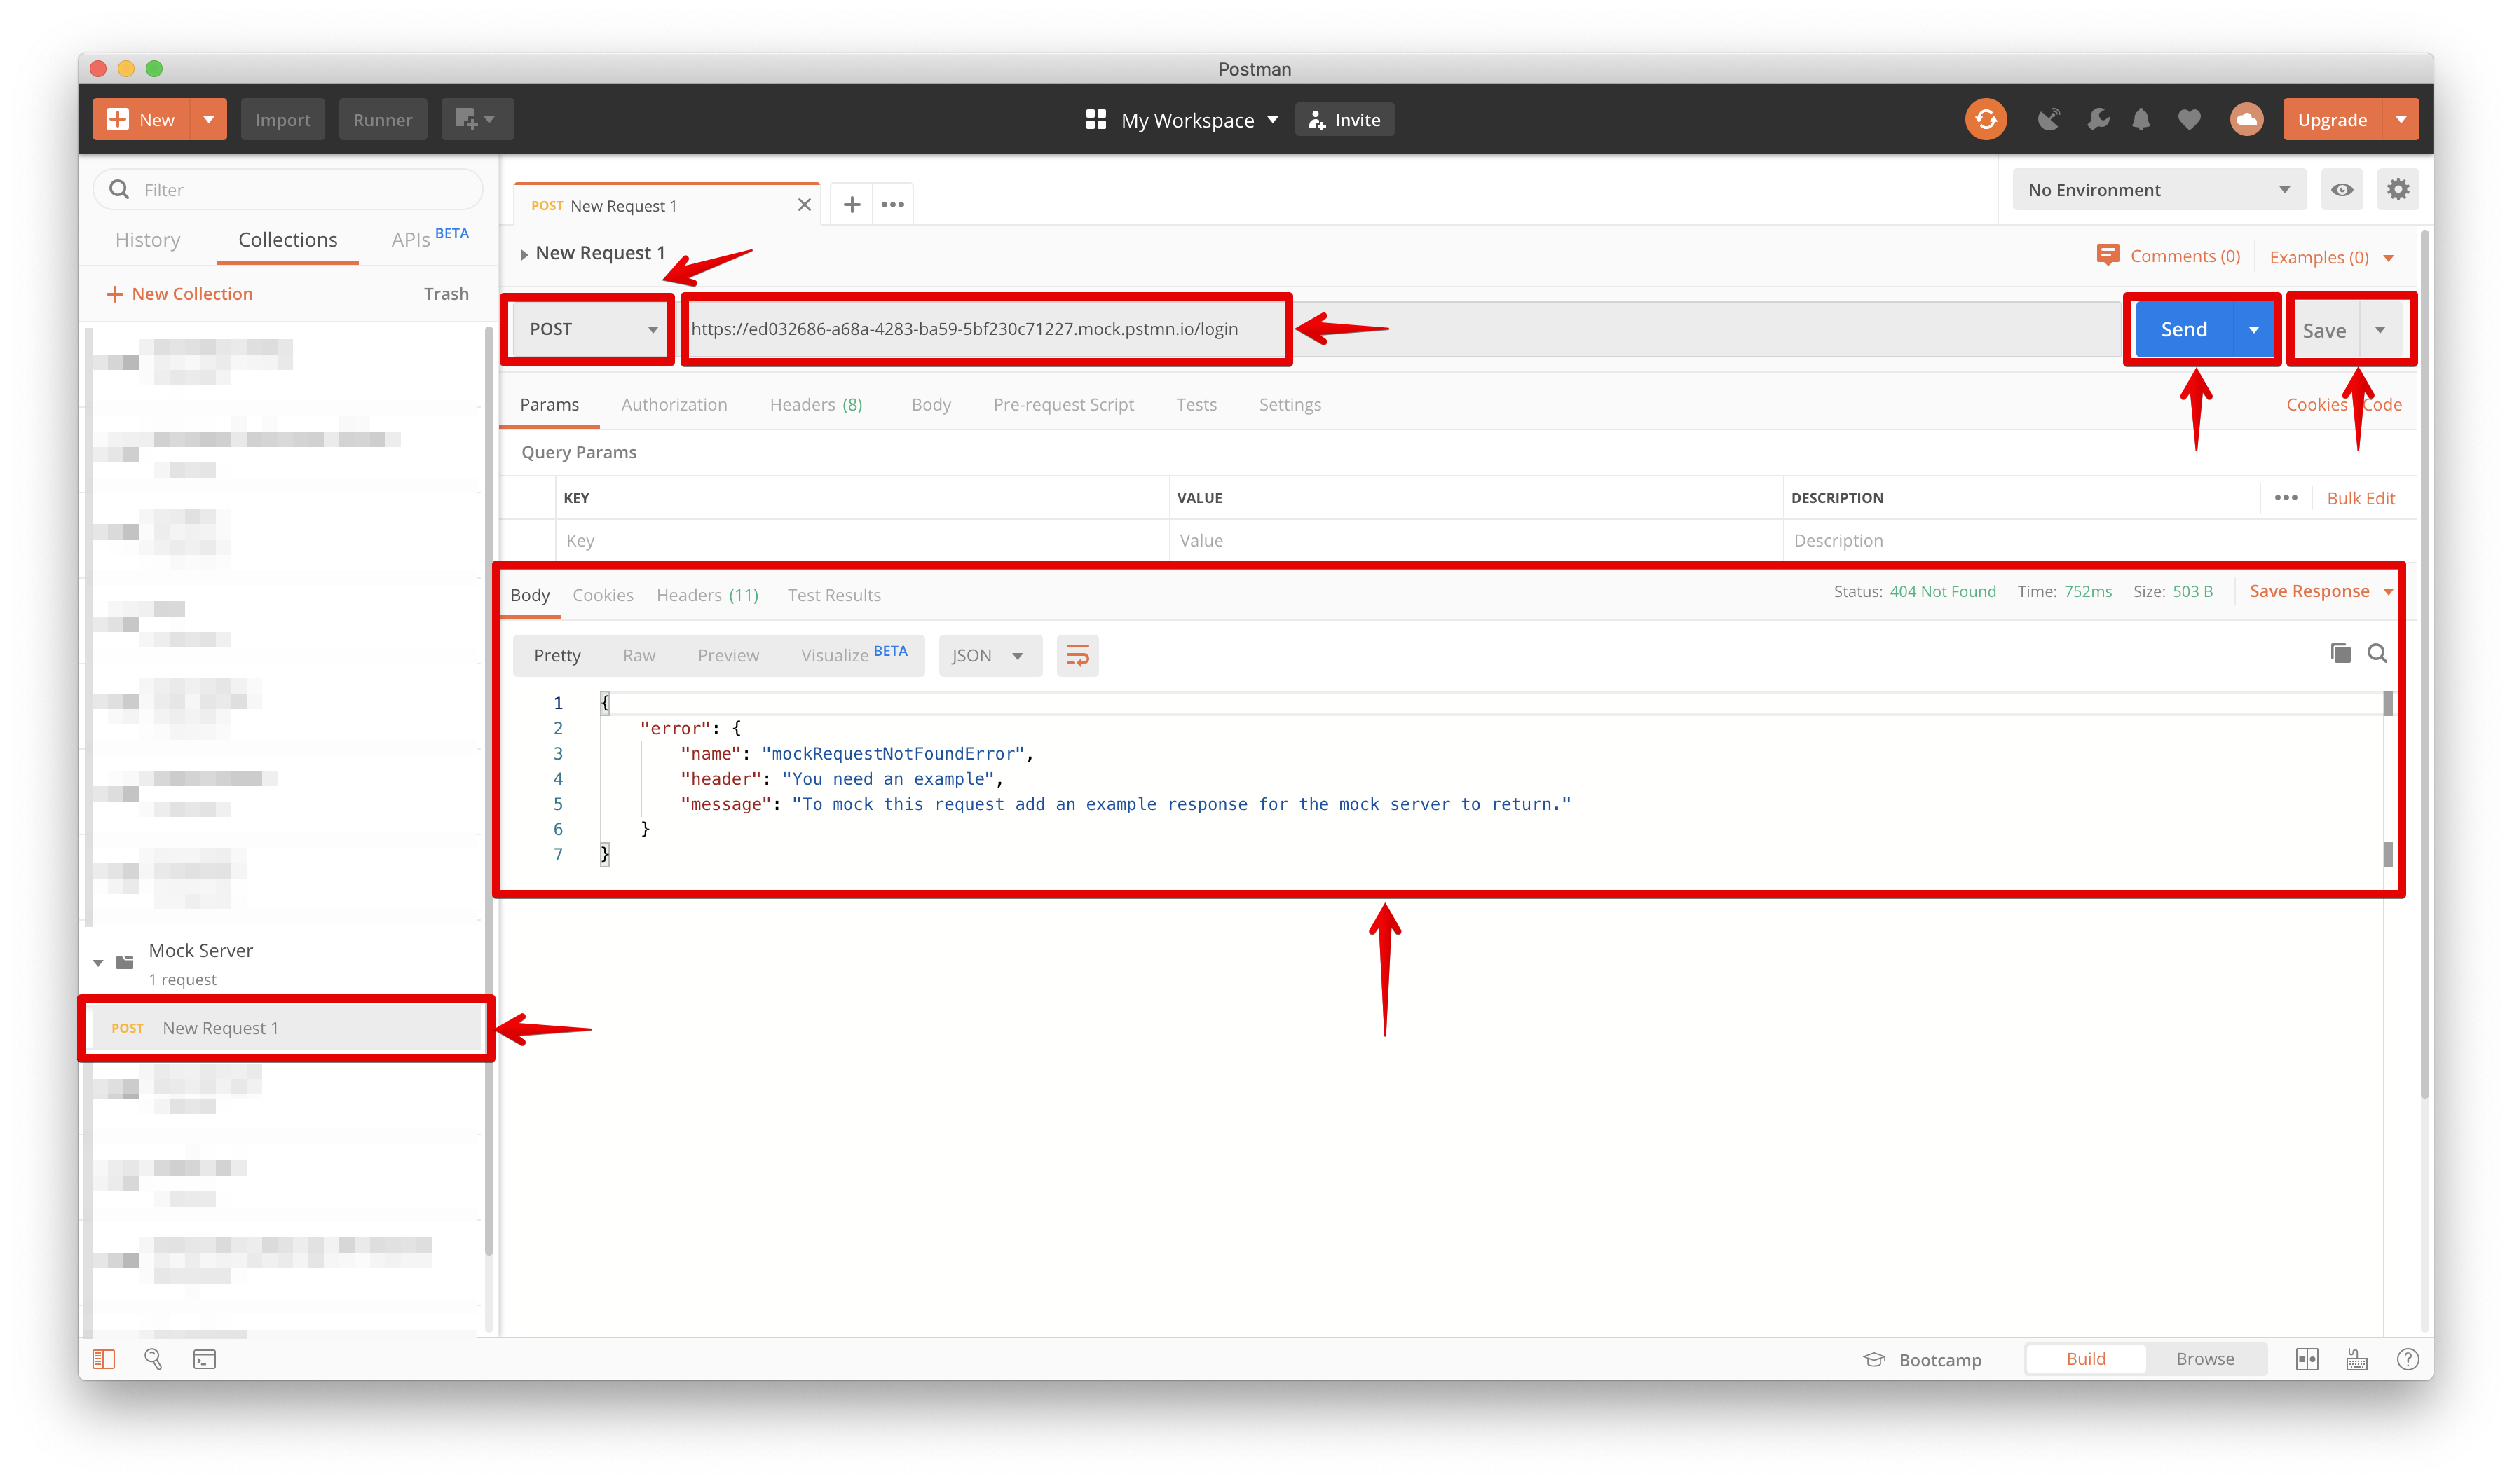 Postman
New
Import
Runner
My Workspace
Invite
Upgrade
Filter
History
Collections
APIs BETA
New Collection
Trash
POST New Request 1
No Environment
New Request 1
Comments (0)
Examples (0)
POST
https://ed032686-a68a-4283-ba59-5bf230c71227.mock.pstmn.io/login
Send
Save
Params
Authorization
Headers (8)
Body
Pre-request Script
Tests
Settings
Cookies
Code
Query Params
KEY
VALUE
DESCRIPTION
Bulk Edit
Key
Value
Description
Body
Cookies
Headers (11)
Test Results
Status: 404 Not Found
Time: 752ms
Size: 503 B
Save Response
Pretty
Raw
Preview
Visualize BETA
JSON
1 {
2 "error": {
3 "name": "mockRequestNotFoundError",
4 "header": "You need an example",
5 "message": "To mock this request add an example response for the mock server to return."
6 }
7 }
Mock Server
1 request
POST New Request 1
Bootcamp
Build
Browse